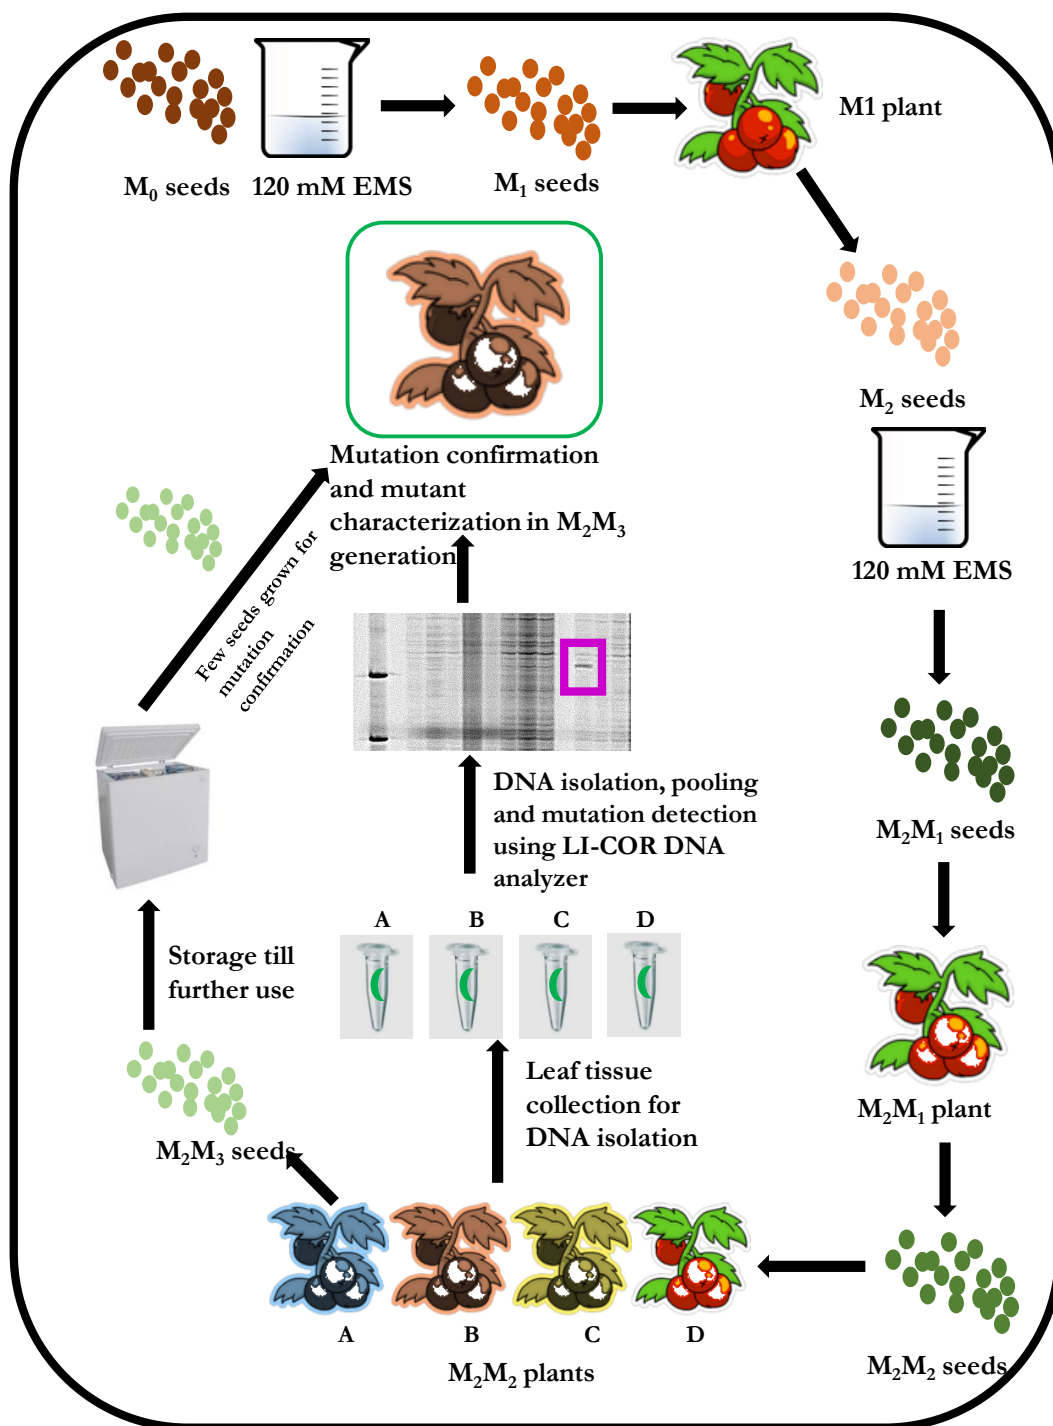 M₀ seeds
120 mM EMS
M₁ seeds
M1 plant
M₂ seeds
120 mM EMS
M₂M₁ seeds
M₂M₁ plant
M₂M₂ seeds
A
B
C
D
M₂M₂ plants
Leaf tissue
collection for
DNA isolation
A
B
C
D
DNA isolation, pooling
and mutation detection
using LI-COR DNA
analyzer
M₂M₃ seeds
Storage till
further use
Few seeds grown for
mutation
confirmation
Mutation confirmation
and mutant
characterization in M₂M₃
generation